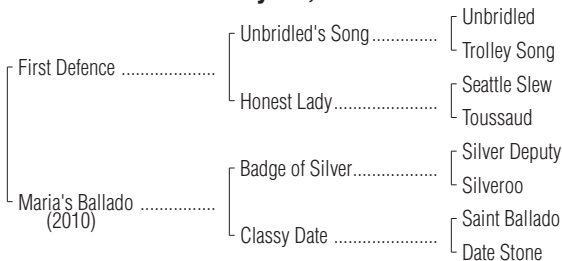 Unbridled
Unbridled's Song..............
Trolley Song
First Defence ....................
Seattle Slew
Honest Lady......................
Toussaud
Silver Deputy
Badge of Silver..................
Silveroo
Maria's Ballado ................
(2010)
Saint Ballado
Classy Date ......................
Date Stone